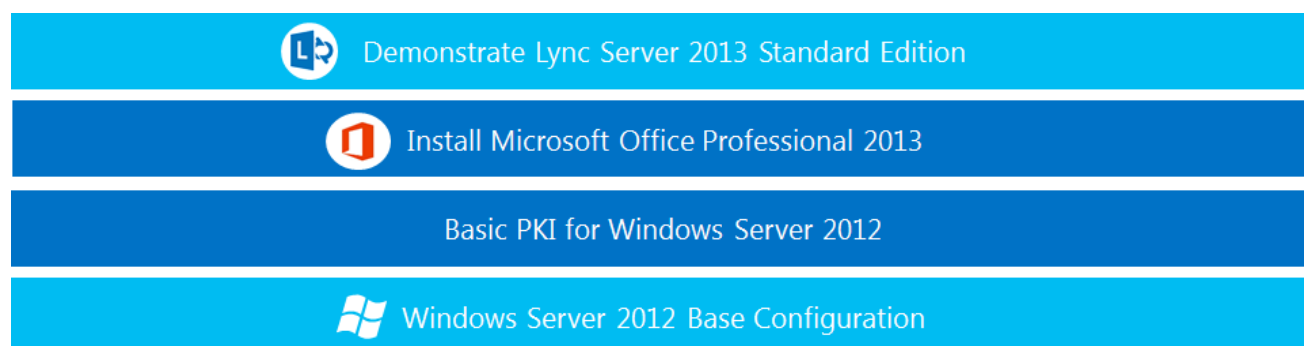 Demonstrate Lync Server 2013 Standard Edition
Install Microsoft Office Professional 2013
Basic PKI for Windows Server 2012
Windows Server 2012 Base Configuration